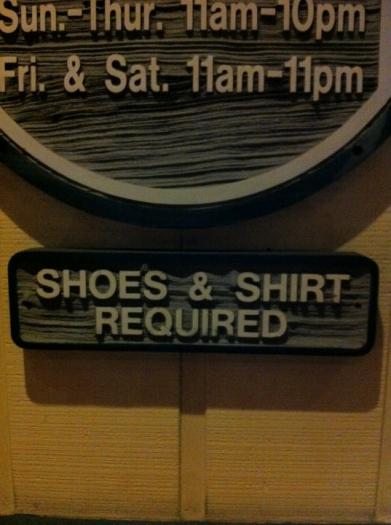 Sun.-Thur. 11am-10pm
Fri. & Sat. 11am-11pm
SHOES & SHIRT
REQUIRED